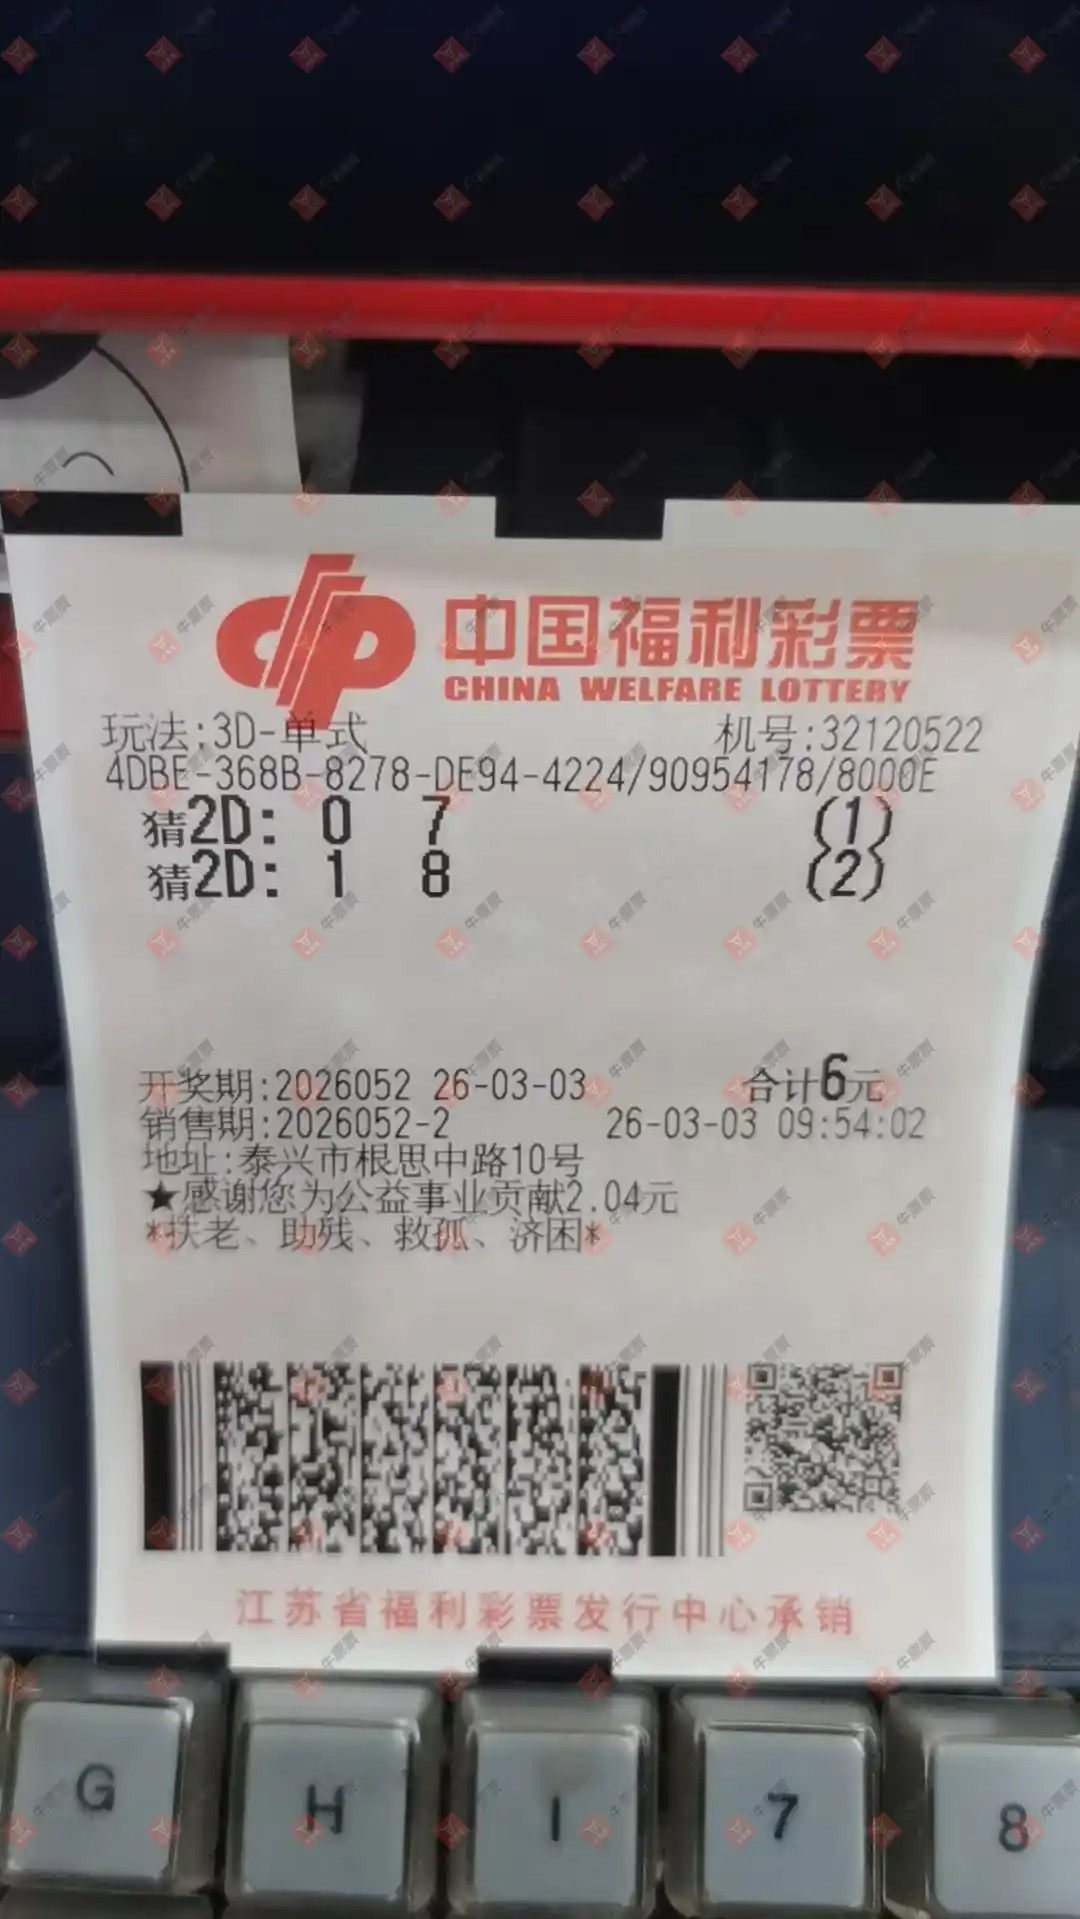 中国福利彩票
CHINA WELFARE LOTTERY
玩法:3D-单式 机号:32120522
4DBE-368B-8278-DE94-4224/90954178/8000E
猜2D: 0 7 (1)
猜2D: 1 8 (2)
开奖期:2026052 26-03-03 合计6元
销售期:2026052-2 26-03-03 09:54:02
地址:泰兴市根思中路10号
★感谢您为公益事业贡献2.04元
*扶老、助残、救孤、济困*
江苏省福利彩票发行中心承销
G H I 7 8
牛票票